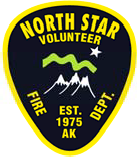 NORTH STAR
VOLUNTEER
FIRE
DEPT.
EST.
1975
AK